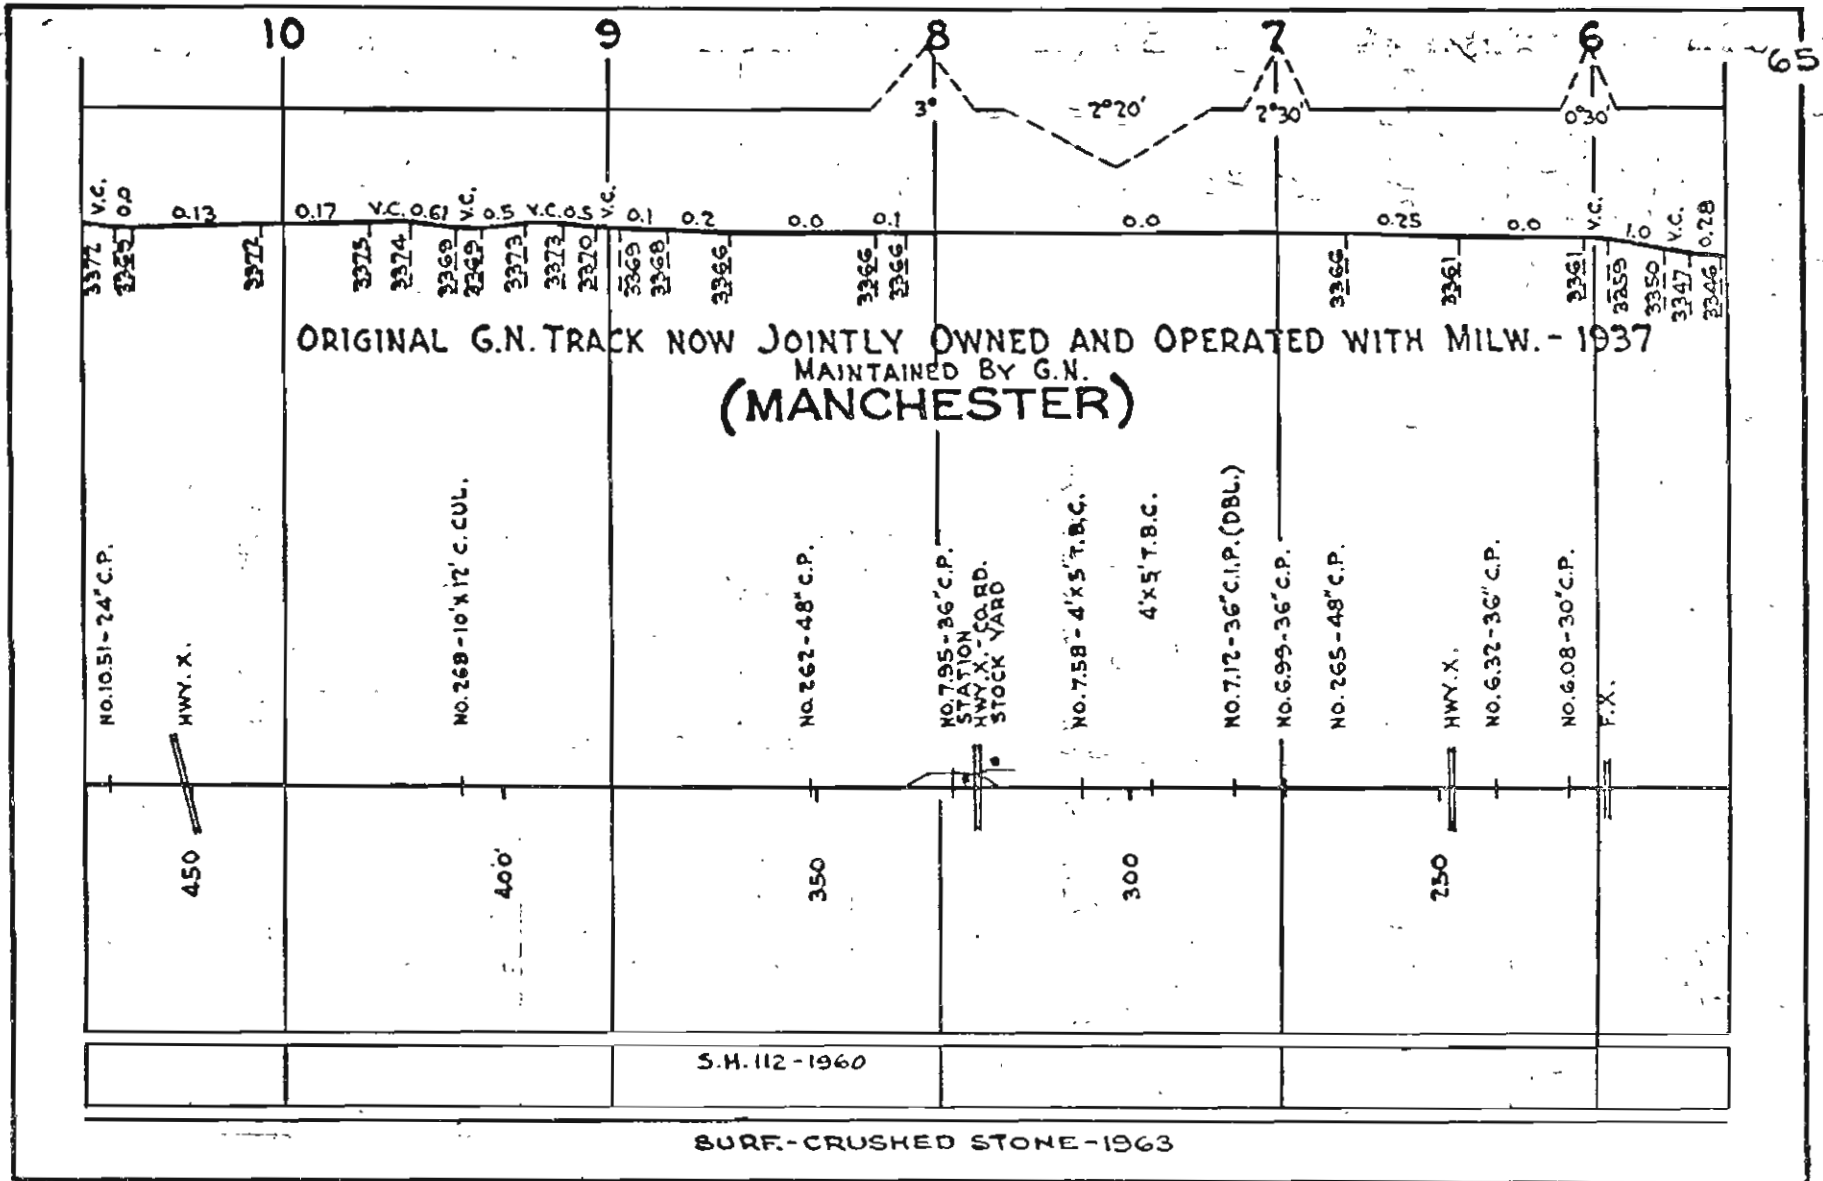 10 9 8 7 6
65
3° 2°20' 2°30' 0°30'
V.C. 0.0 0.13 0.17 V.C. 0.61 V.C. 0.5 V.C. 0.5 V.C. 0.1 0.2 0.0 0.1 0.0 0.25 0.0 V.C. 1.0 V.C. 0.28
3372 3372 3375 3374 3369 3369 3373 3373 3370 3369 3368 3366 3366 3366 3366 3361 3361 3359 3350 3347 3346
ORIGINAL G.N. TRACK NOW JOINTLY OWNED AND OPERATED WITH MILW. - 1937
MAINTAINED BY G.N.
(MANCHESTER)
NO.10.51-24" C.P.
HWY. X.
NO.268-10'X12' C. CUL.
NO.262-48" C.P.
NO.7.95-36" C.P.
STATION
HWY. X.-CO. RD.
STOCK YARD
NO.7.58-4'X5' T.B.C.
4'X5' T.B.C.
NO.7.12-36" C.I.P. (DBL.)
NO.6.99-36" C.P.
NO.265-48" C.P.
HWY. X.
NO.6.32-36" C.P.
NO.6.08-30" C.P.
F.X.
450 400 350 300 250
S.H. 112-1960
SURF.-CRUSHED STONE-1963